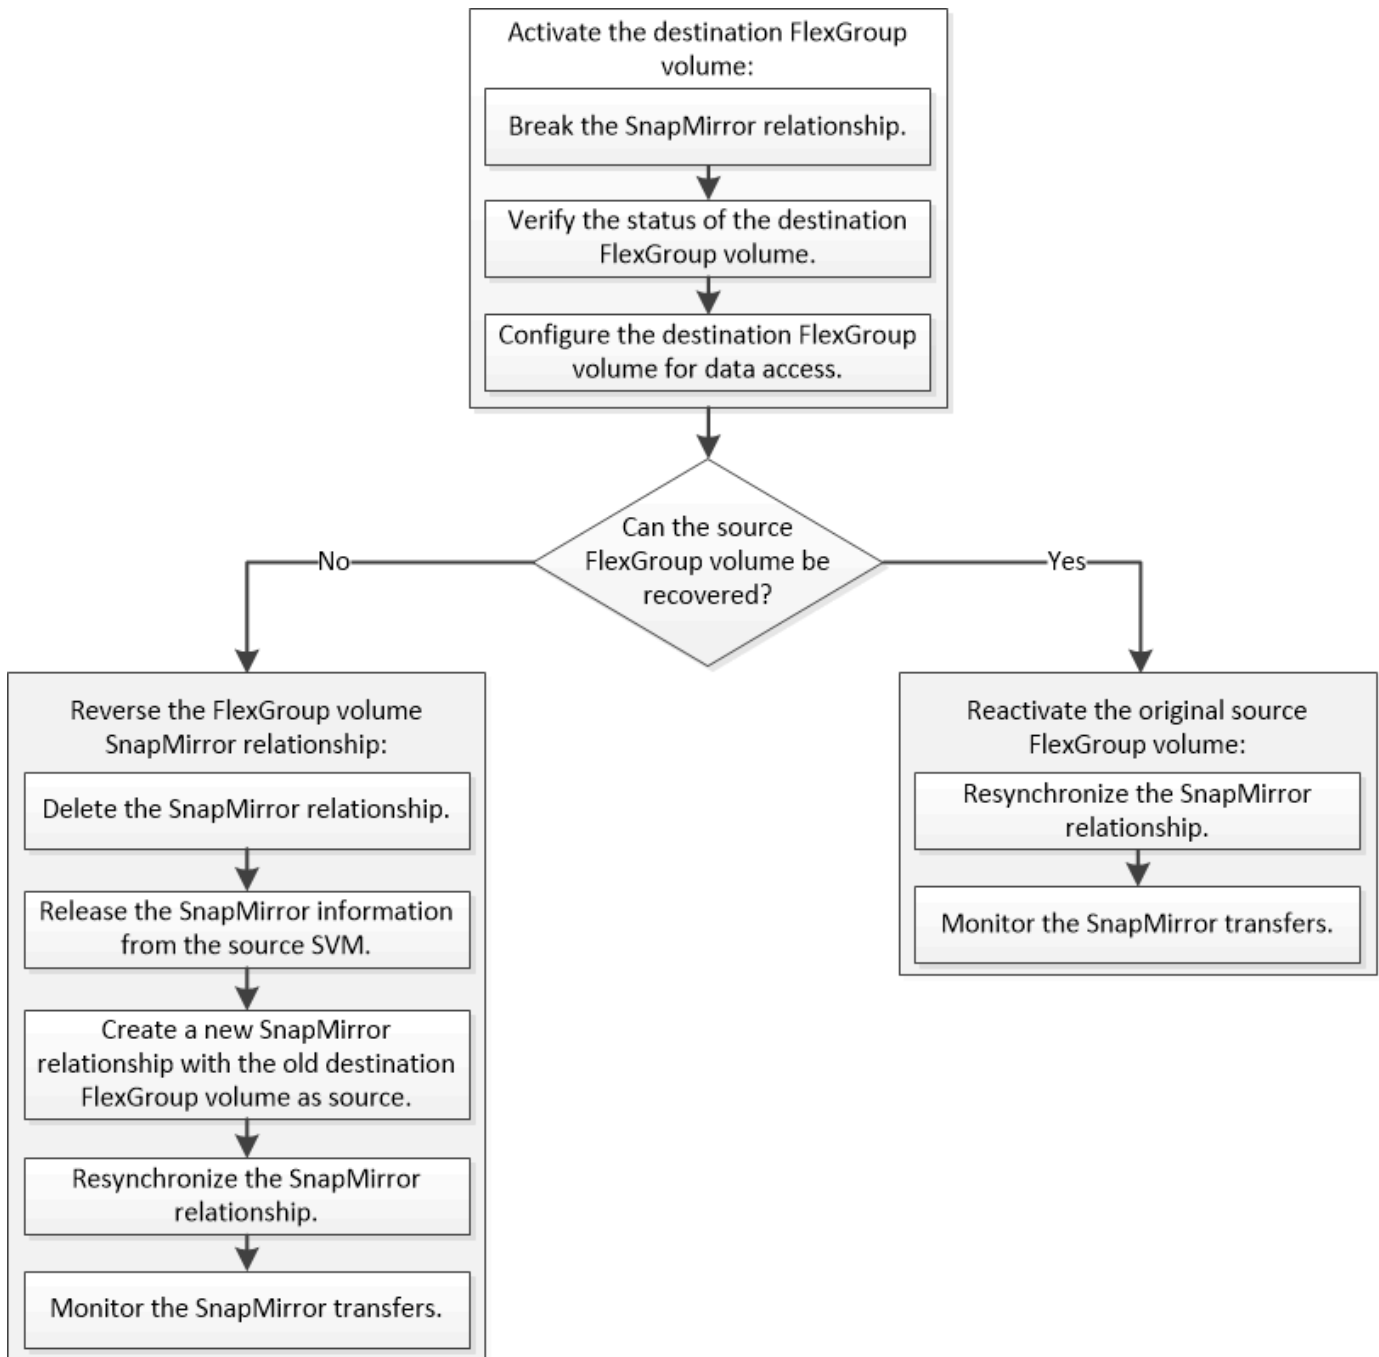 Activate the destination FlexGroup
volume:
Break the SnapMirror relationship.
Verify the status of the destination
FlexGroup volume.
Configure the destination FlexGroup
volume for data access.
Can the source
FlexGroup volume be
recovered?
No
Yes
Reverse the FlexGroup volume
SnapMirror relationship:
Delete the SnapMirror relationship.
Release the SnapMirror information
from the source SVM.
Create a new SnapMirror
relationship with the old destination
FlexGroup volume as source.
Resynchronize the SnapMirror
relationship.
Monitor the SnapMirror transfers.
Reactivate the original source
FlexGroup volume:
Resynchronize the SnapMirror
relationship.
Monitor the SnapMirror transfers.